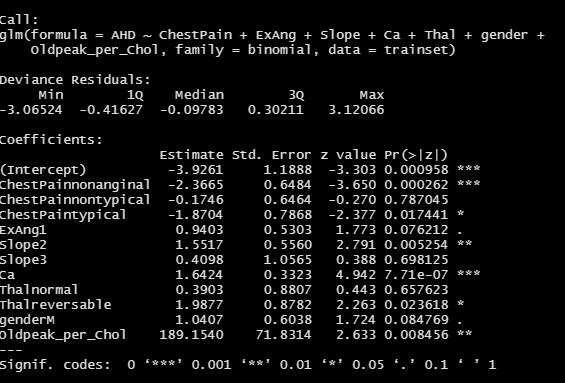 Call:
glm(formula = AHD ~ ChestPain + ExAng + Slope + Ca + Thal + gender +
    Oldpeak_per_Chol, family = binomial, data = trainset)

Deviance Residuals:
     Min       1Q   Median       3Q      Max
-3.06524 -0.41627 -0.09783  0.30211  3.12066

Coefficients:
                    Estimate Std. Error z value Pr(>|z|)
(Intercept)          -3.9261     1.1888  -3.303 0.000958 ***
ChestPainnonanginal  -2.3665     0.6484  -3.650 0.000262 ***
ChestPainnontypical  -0.1746     0.6464  -0.270 0.787045
ChestPaintypical     -1.8704     0.7868  -2.377 0.017441 *
ExAng1                0.9403     0.5303   1.773 0.076212 .
Slope2                1.5517     0.5560   2.791 0.005254 **
Slope3                0.4098     1.0565   0.388 0.698125
Ca                    1.6424     0.3323   4.942 7.71e-07 ***
Thalnormal            0.3903     0.8807   0.443 0.657623
Thalreversable        1.9877     0.8782   2.263 0.023618 *
genderM               1.0407     0.6038   1.724 0.084769 .
Oldpeak_per_Chol    189.1540    71.8314   2.633 0.008456 **
---
Signif. codes:  0 ‘***’ 0.001 ‘**’ 0.01 ‘*’ 0.05 ‘.’ 0.1 ‘ ’ 1